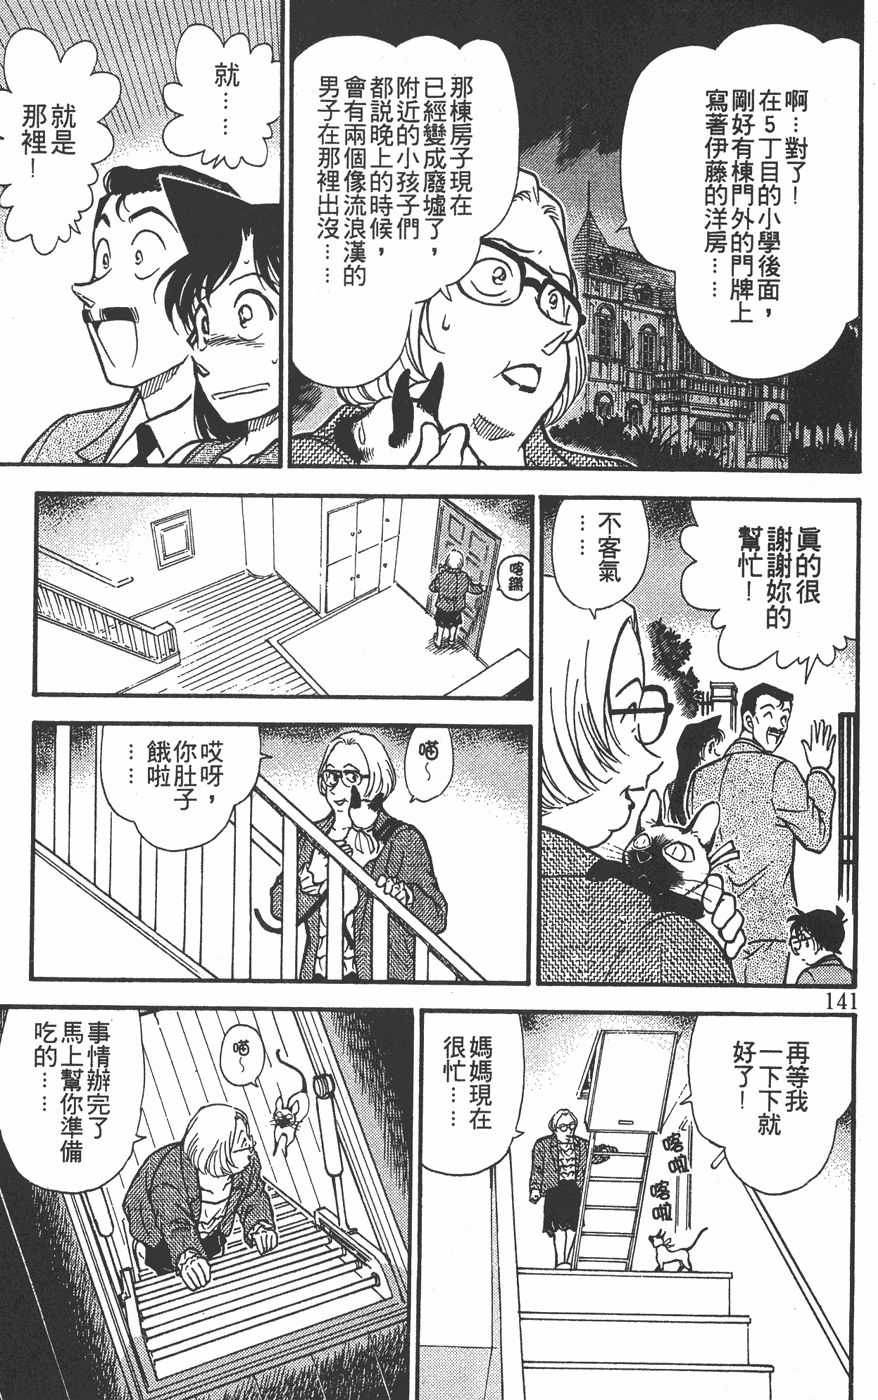 啊…對了！
在5丁目的小學後面，
剛好有棟門外的門牌上
寫著伊藤的洋房……
那棟房子現在
已經變成廢墟了，
附近的小孩子們
都說晚上的時候，
會有兩個像流浪漢的
男子在那裡出沒……
就……
就是
那裡！
真的很
謝謝妳的
幫忙！
不客氣
……
喀鏘
喵～
哎呀，
你肚子
餓啦
……
141
再等我
一下下就
好了！
喀啦
喀啦
媽媽現在
很忙……
喵～
事情辦完了
馬上幫你準備
吃的……